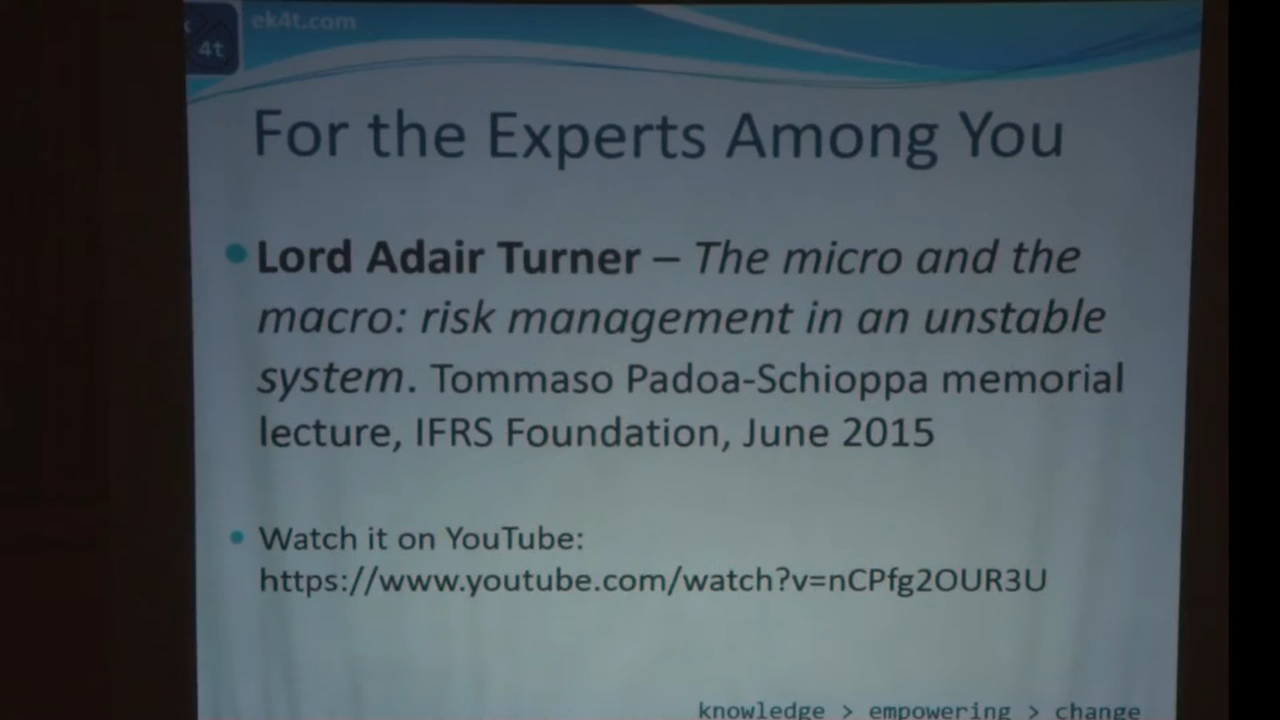 ek4t.com
4t
For the Experts Among You
Lord Adair Turner – The micro and the
macro: risk management in an unstable
system. Tommaso Padoa-Schioppa memorial
lecture, IFRS Foundation, June 2015
Watch it on YouTube:
https://www.youtube.com/watch?v=nCPfg2OUR3U
knowledge > empowering > change